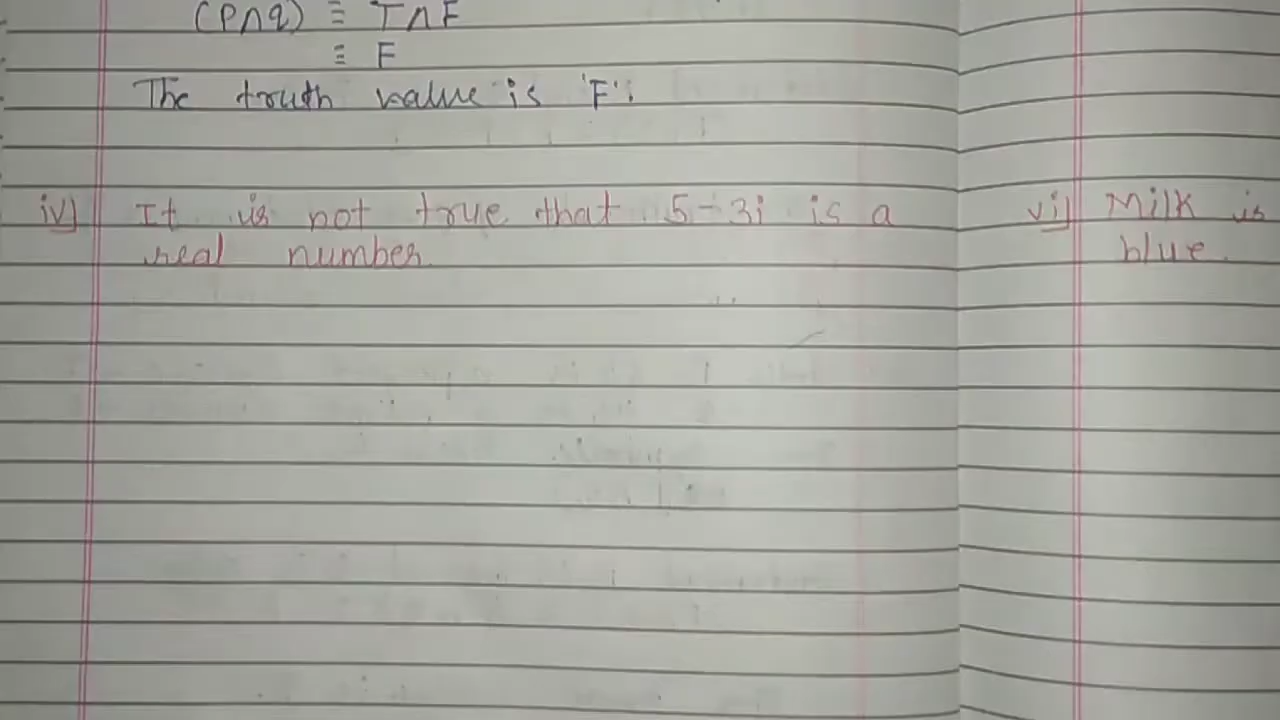 (p∧q) ≡ T∧F
≡ F
The truth value is 'F'.
iv) It is not true that 5-3i is a
real number.
vi) Milk is
blue.